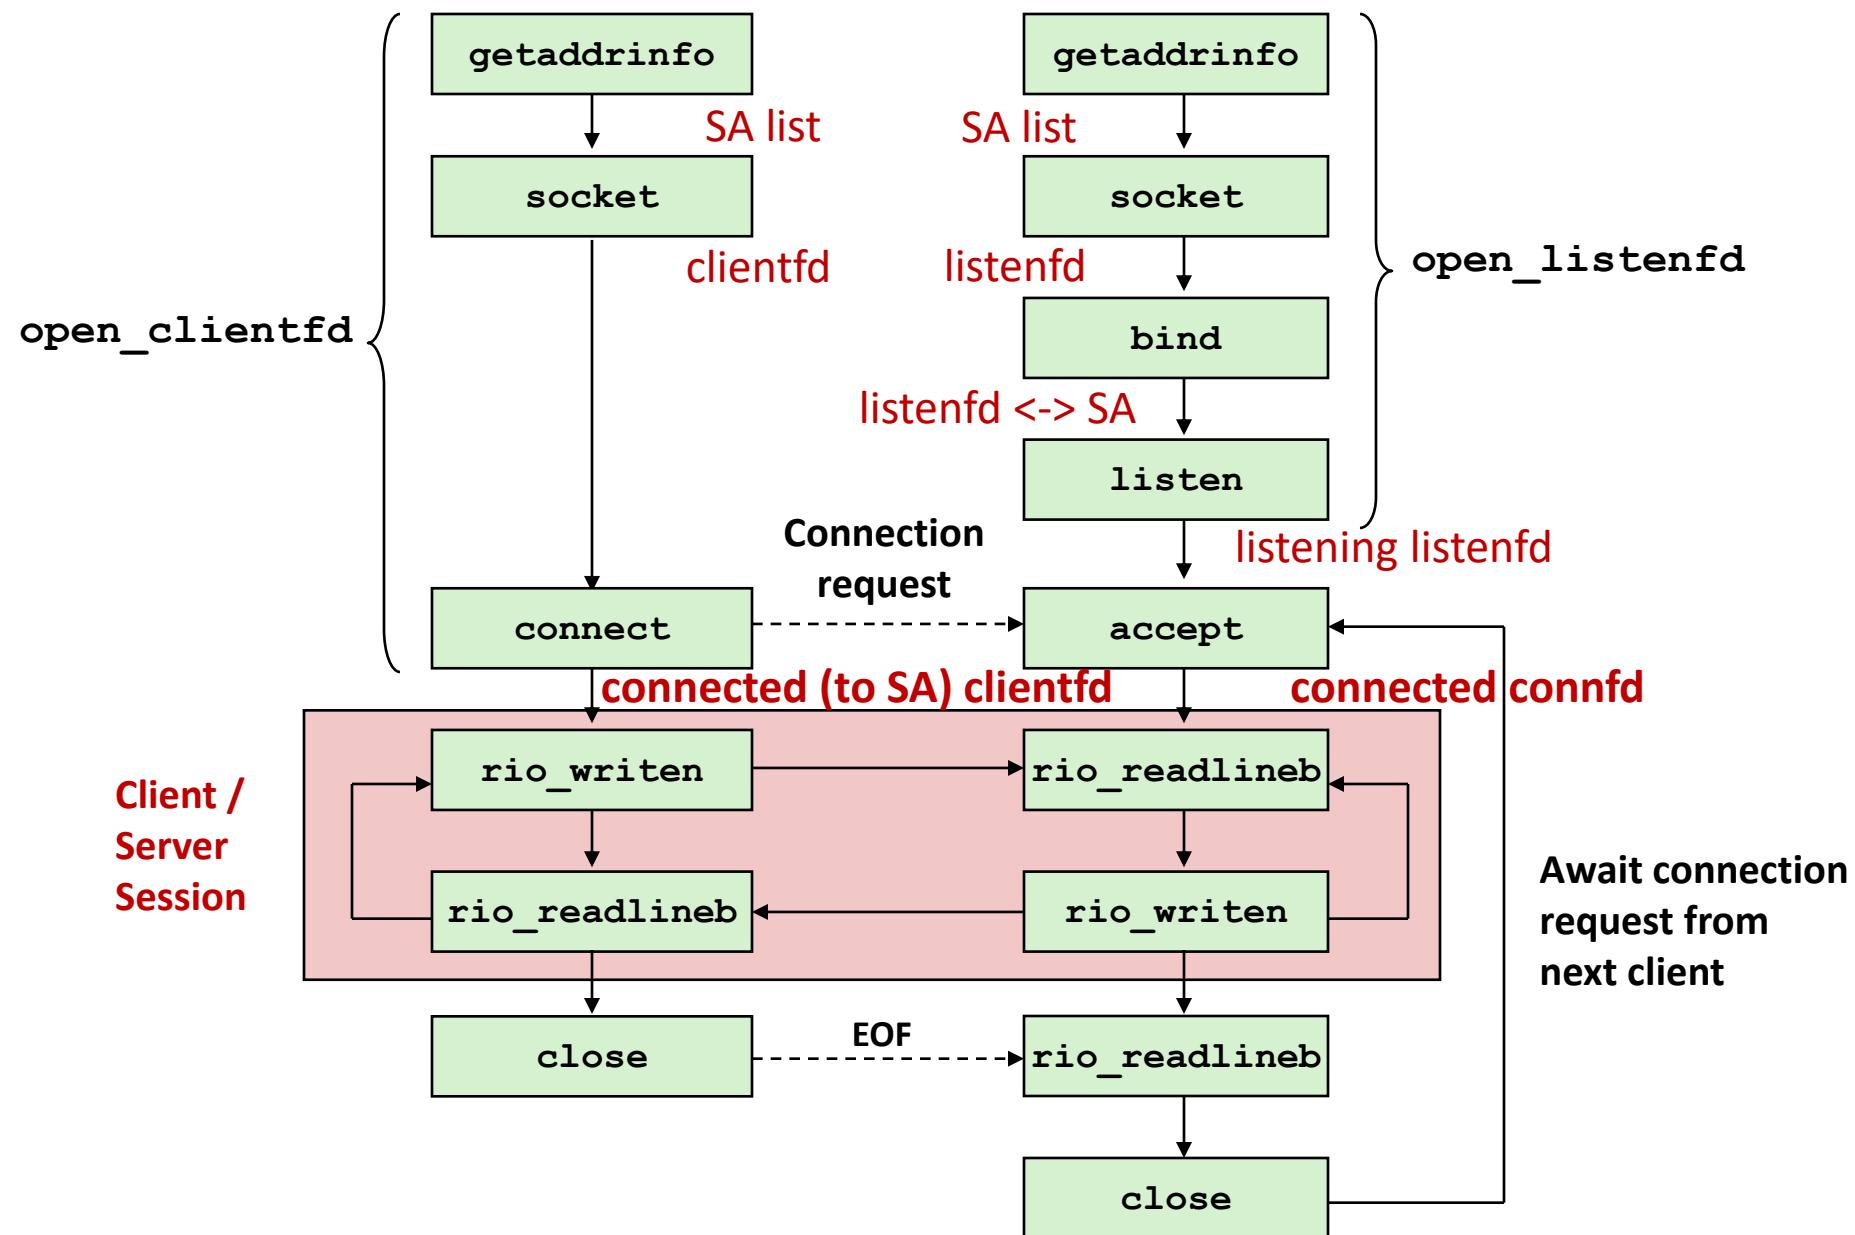 getaddrinfo
getaddrinfo
SA list
SA list
socket
socket
clientfd
listenfd
open_listenfd
open_clientfd
bind
listenfd <-> SA
listen
Connection
request
listening listenfd
connect
accept
connected (to SA) clientfd
connected connfd
Client /
Server
Session
rio_writen
rio_readlineb
rio_readlineb
rio_writen
Await connection
request from
next client
close
EOF
rio_readlineb
close